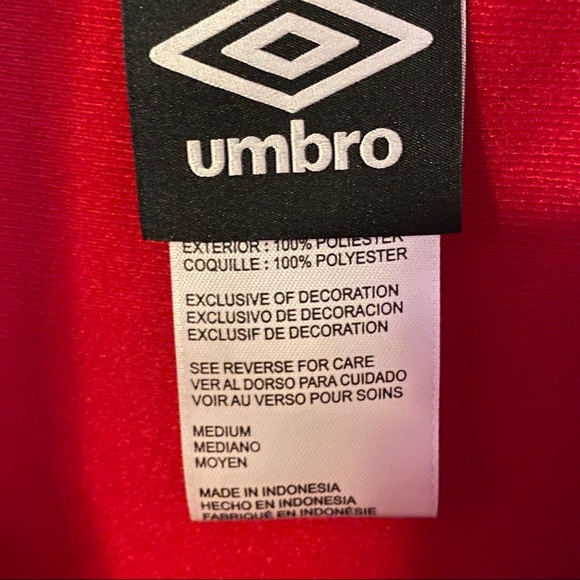 umbro
EXTERIOR : 100% POLIESTER
COQUILLE : 100% POLYESTER
EXCLUSIVE OF DECORATION
EXCLUSIVO DE DECORACION
EXCLUSIF DE DECORATION
SEE REVERSE FOR CARE
VER AL DORSO PARA CUIDADO
VOIR AU VERSO POUR SOINS
MEDIUM
MEDIANO
MOYEN
MADE IN INDONESIA
HECHO EN INDONESIA
FABRIQUÉ EN INDONÉSIE